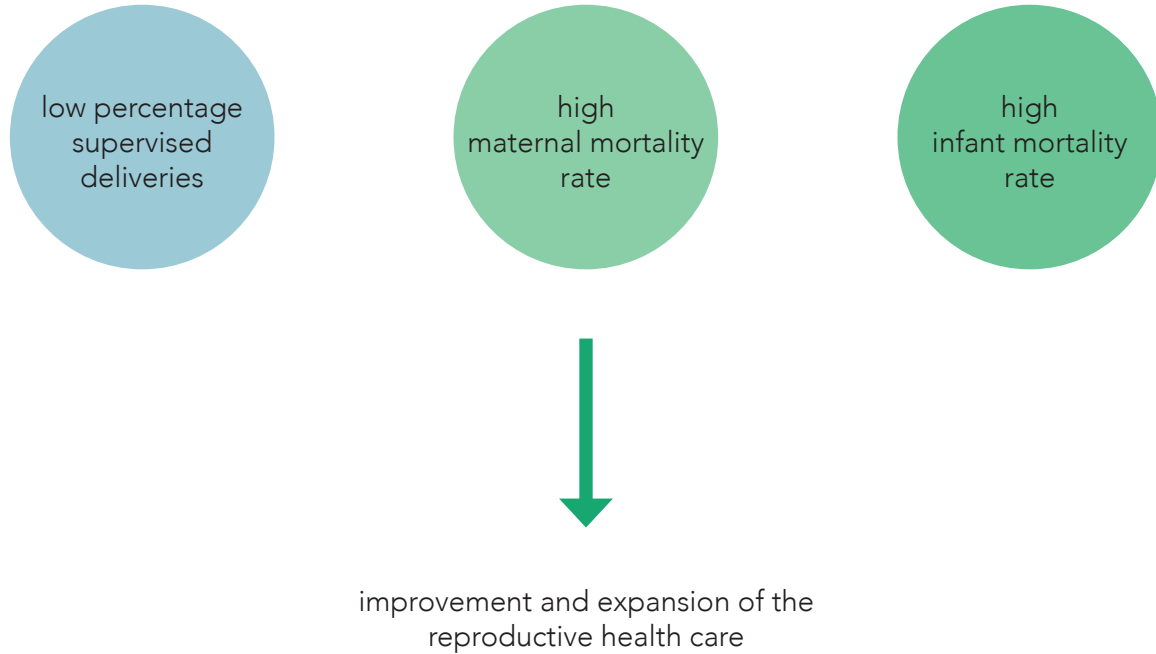 low percentage
supervised
deliveries
high
maternal mortality
rate
high
infant mortality
rate
improvement and expansion of the
reproductive health care